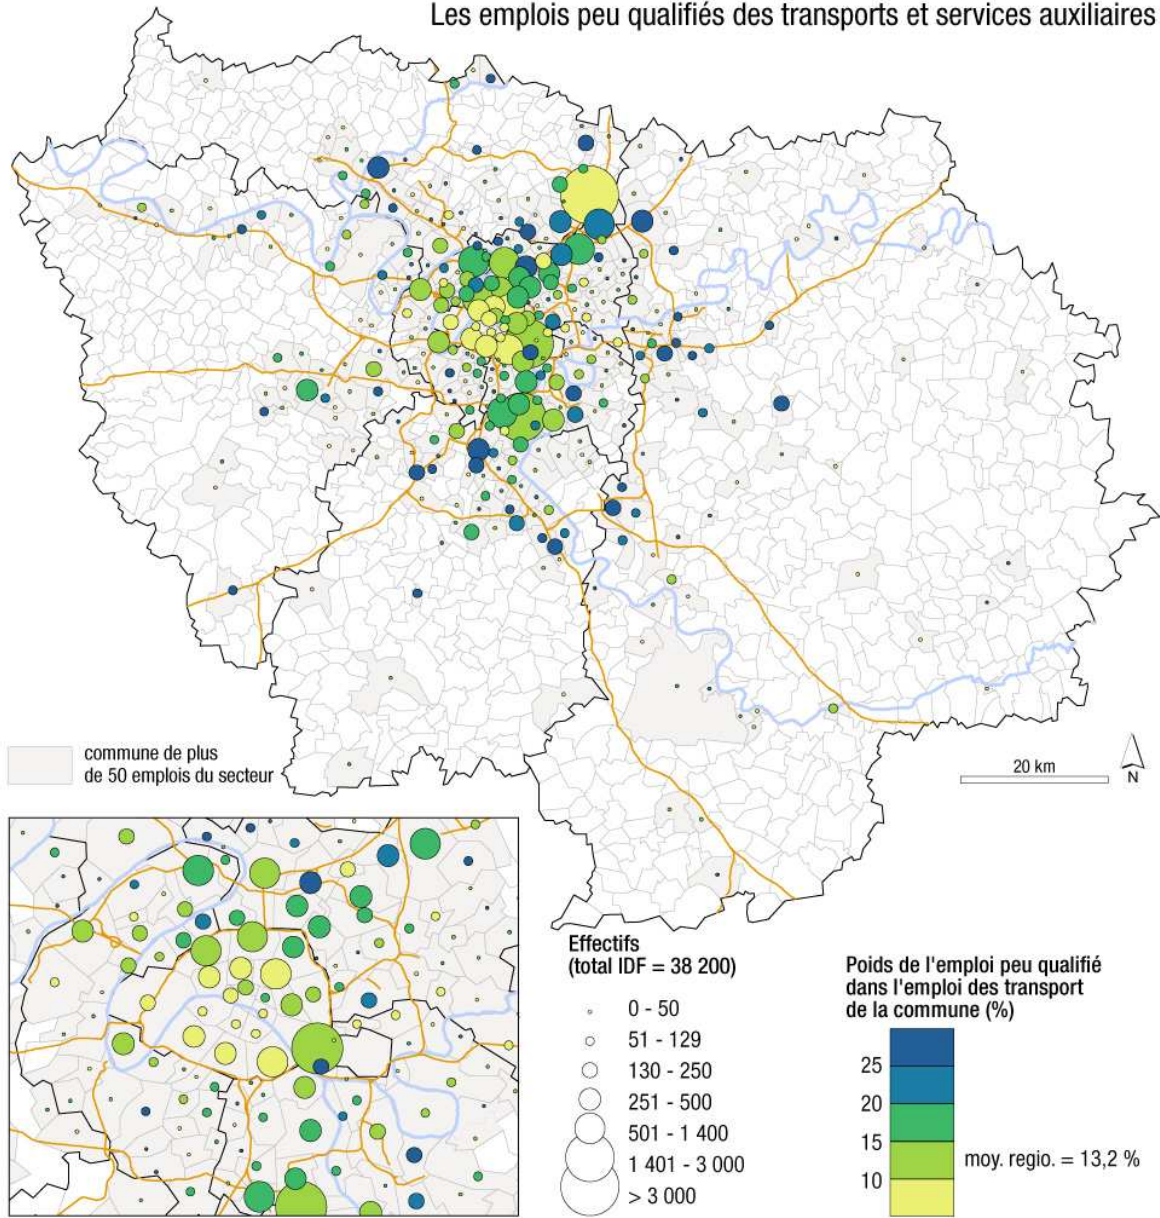 Les emplois peu qualifiés des transports et services auxiliaires
commune de plus
de 50 emplois du secteur
20 km
N
Effectifs
(total IDF = 38 200)
0 - 50
51 - 129
130 - 250
251 - 500
501 - 1 400
1 401 - 3 000
> 3 000
Poids de l'emploi peu qualifié
dans l'emploi des transport
de la commune (%)
25
20
15
moy. regio. = 13,2 %
10